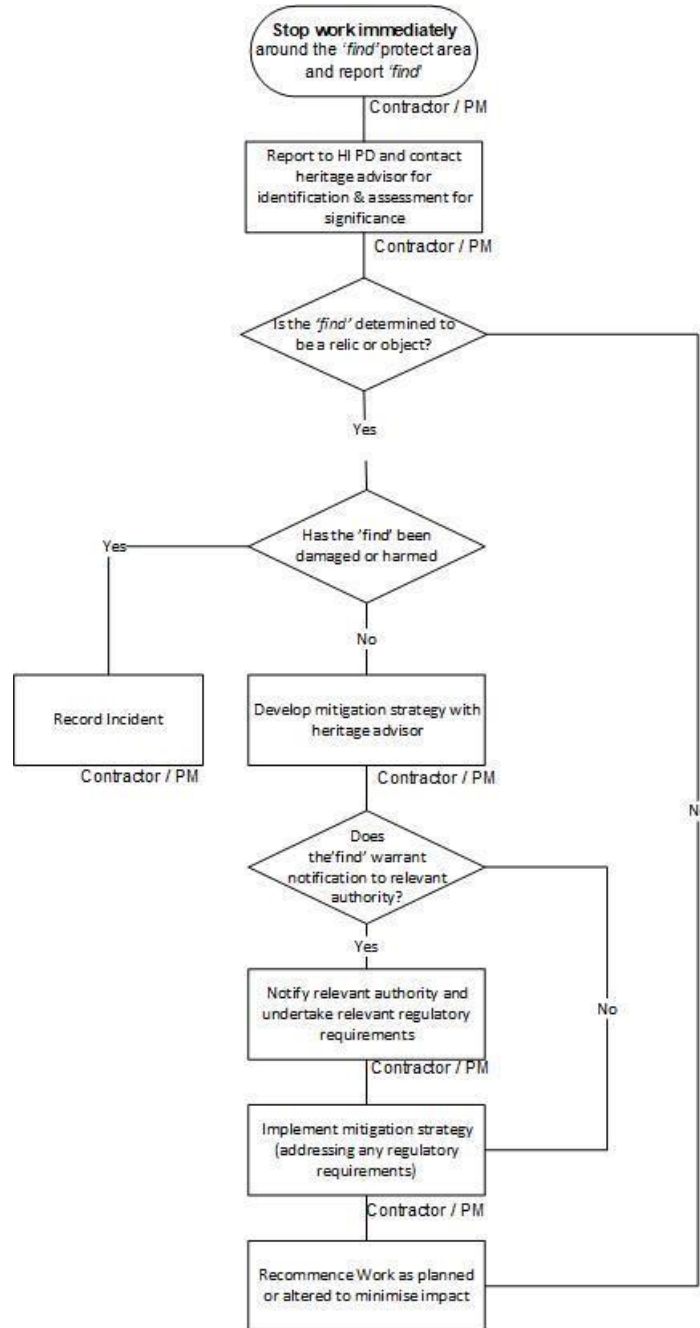 Stop work immediately
around the 'find' protect area
and report 'find'
Contractor / PM
Report to HI PD and contact
heritage advisor for
identification & assessment for
significance
Contractor / PM
Is the 'find' determined to
be a relic or object?
Yes
Has the 'find' been
damaged or harmed
Yes
No
Record Incident
Contractor / PM
Develop mitigation strategy with
heritage advisor
Contractor / PM
Does
the'find' warrant
notification to relevant
authority?
Yes
Notify relevant authority and
undertake relevant regulatory
requirements
No
Contractor / PM
Implement mitigation strategy
(addressing any regulatory
requirements)
Contractor / PM
Recommence Work as planned
or altered to minimise impact